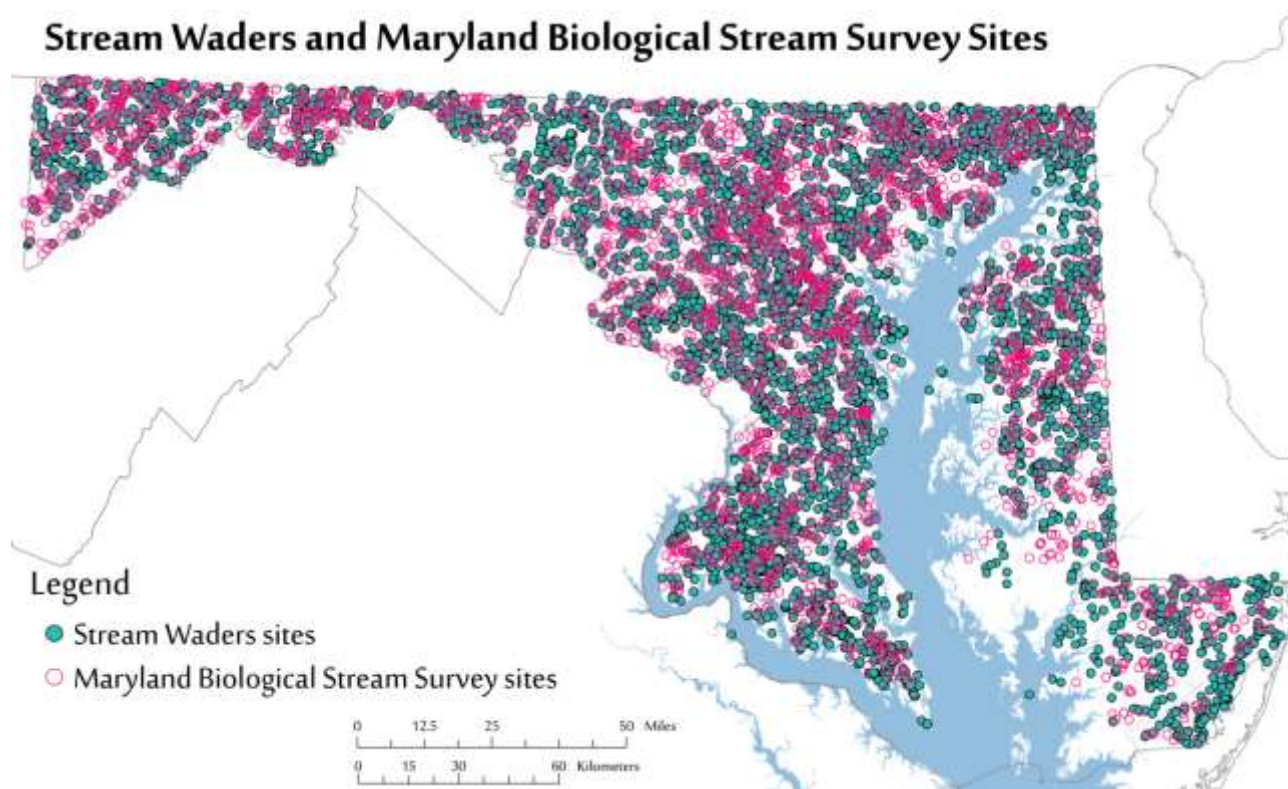 Stream Waders and Maryland Biological Stream Survey Sites
Legend
Stream Waders sites
Maryland Biological Stream Survey sites
0 12.5 25 50 Miles
0 15 30 60 Kilometers